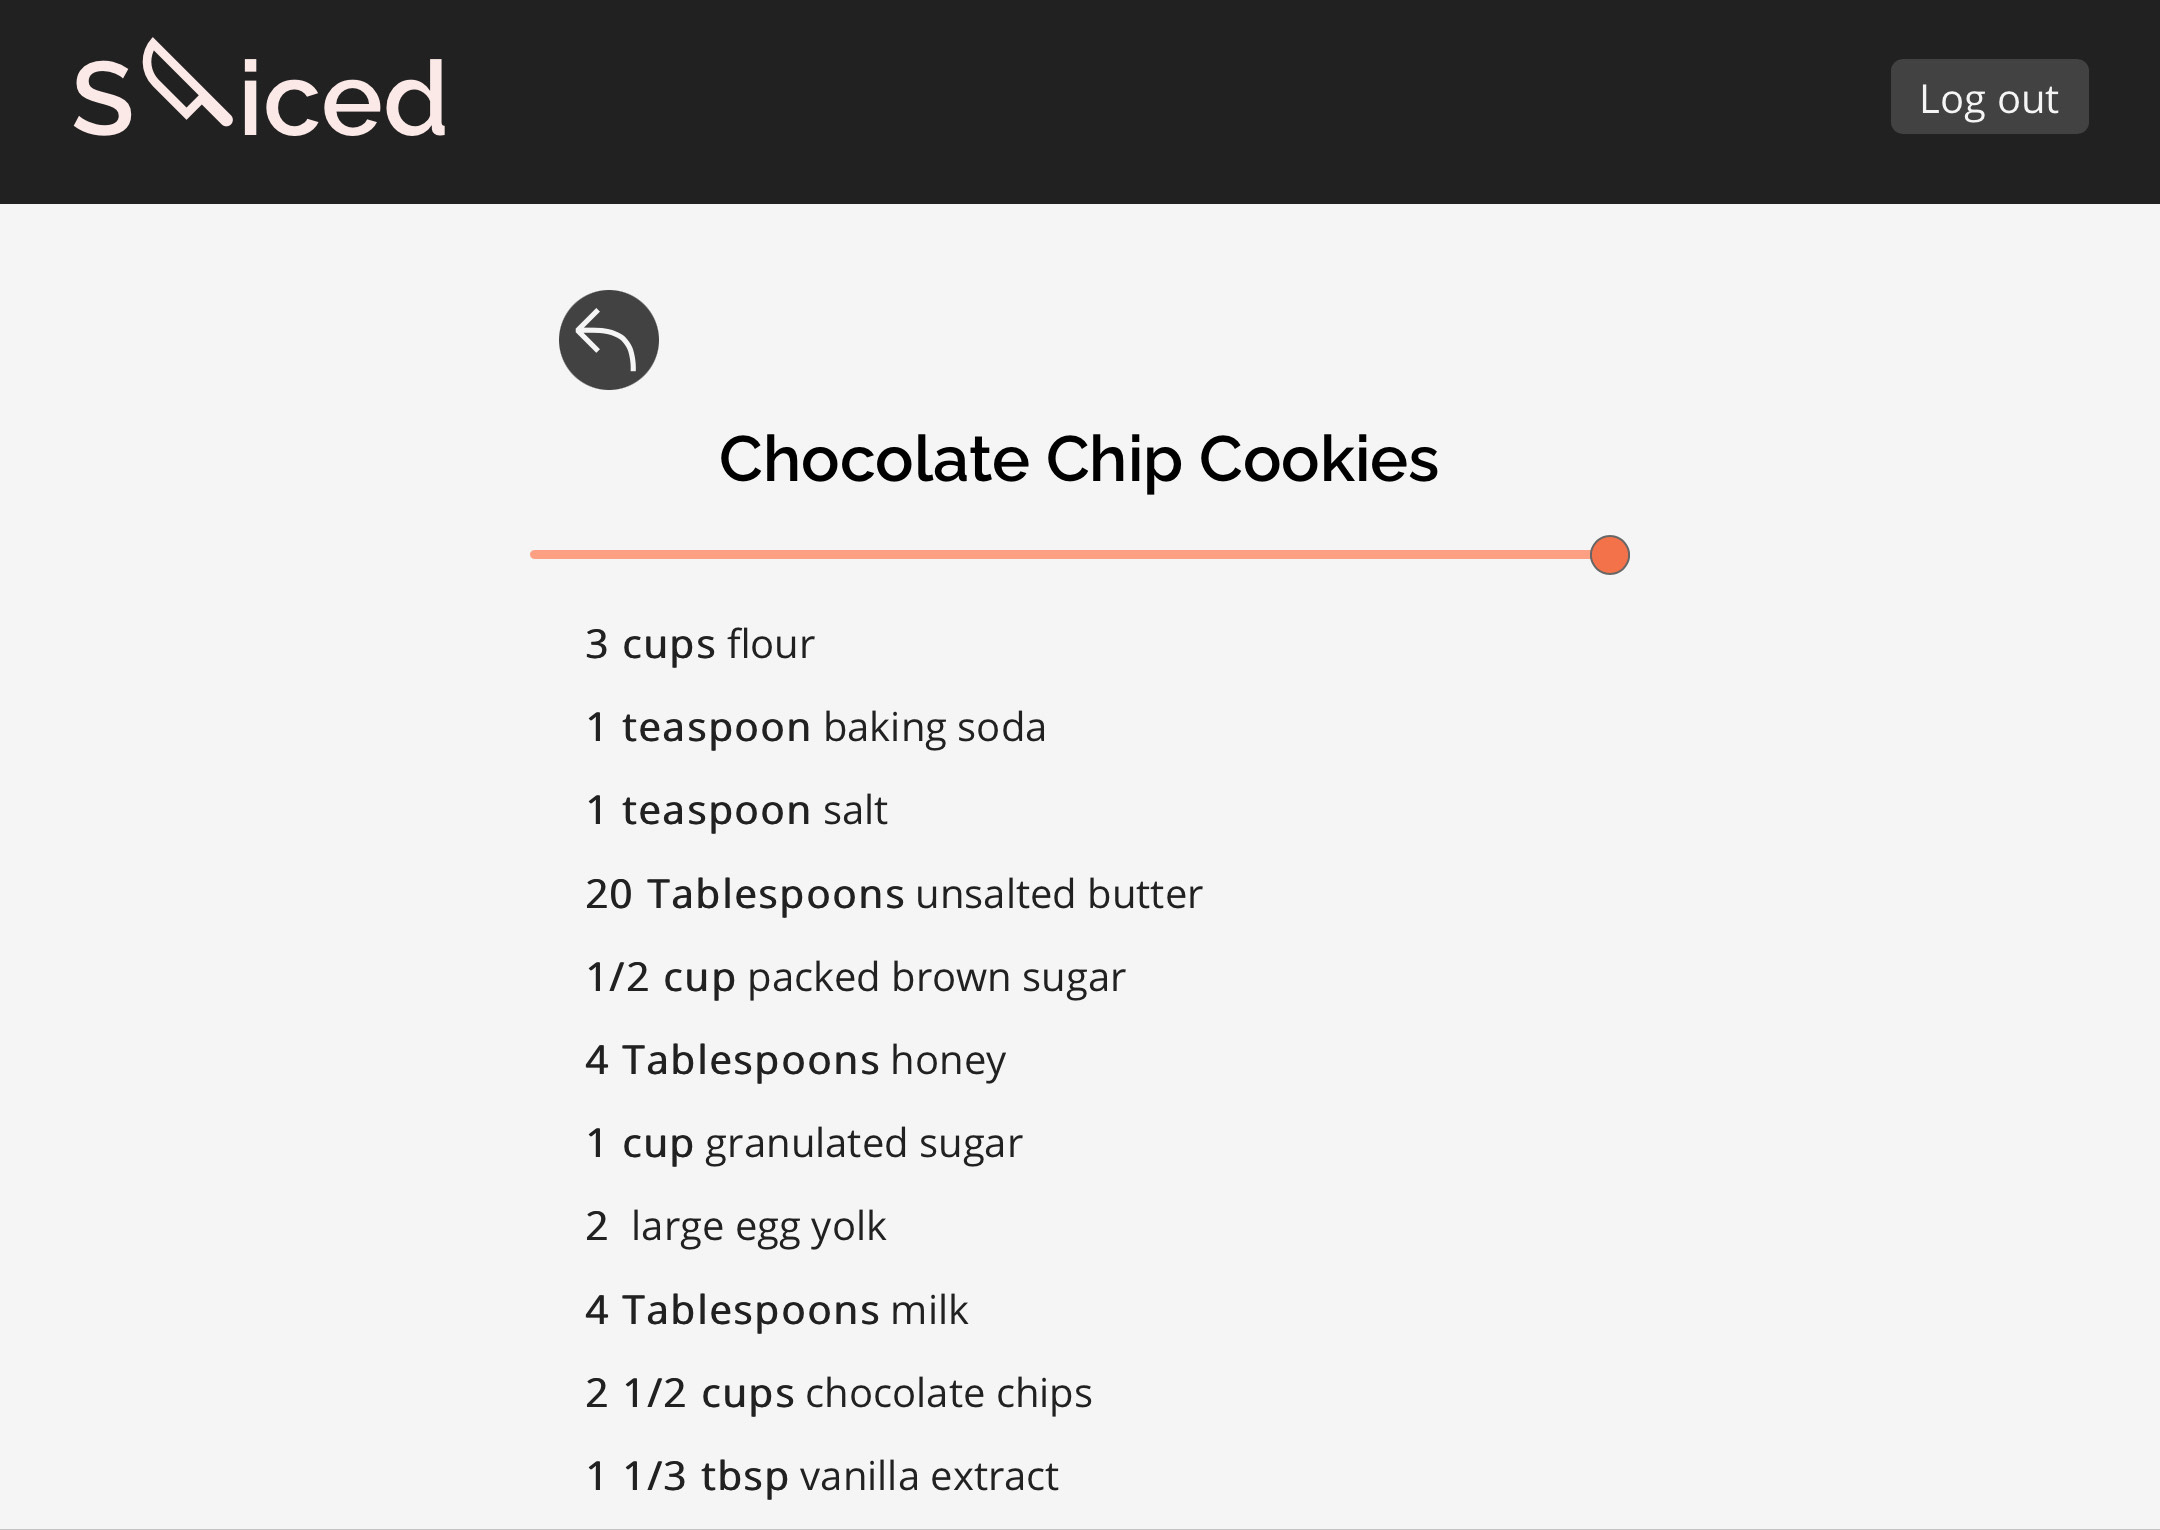 Sliced
Log out
Chocolate Chip Cookies
3 cups flour
1 teaspoon baking soda
1 teaspoon salt
20 Tablespoons unsalted butter
1/2 cup packed brown sugar
4 Tablespoons honey
1 cup granulated sugar
2 large egg yolk
4 Tablespoons milk
2 1/2 cups chocolate chips
1 1/3 tbsp vanilla extract